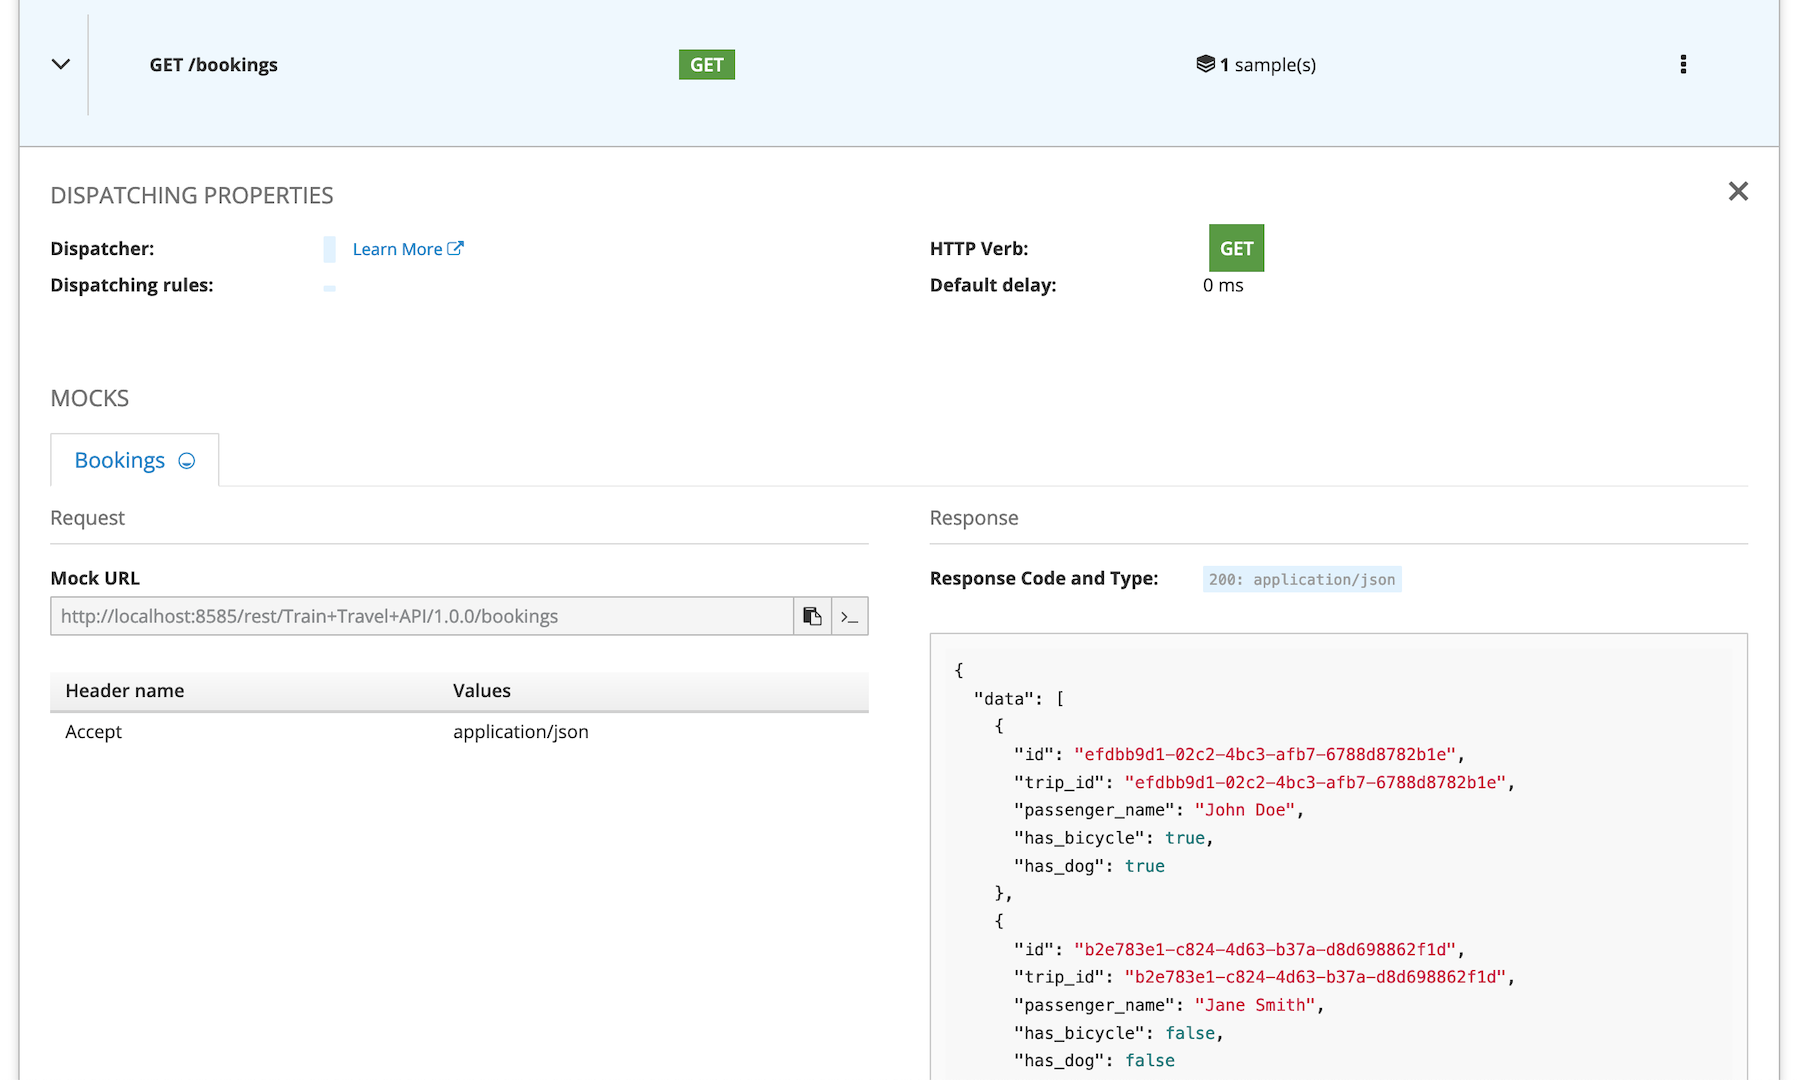 GET /bookings
GET
1 sample(s)
DISPATCHING PROPERTIES
Dispatcher:
Learn More
HTTP Verb:
GET
Dispatching rules:
Default delay:
0 ms
MOCKS
Bookings
Request
Mock URL
http://localhost:8585/rest/Train+Travel+API/1.0.0/bookings
>_
Header name Values
Accept application/json
Response
Response Code and Type:
200: application/json
{
"data": [
{
"id": "efdbb9d1-02c2-4bc3-afb7-6788d8782b1e",
"trip_id": "efdbb9d1-02c2-4bc3-afb7-6788d8782b1e",
"passenger_name": "John Doe",
"has_bicycle": true,
"has_dog": true
},
{
"id": "b2e783e1-c824-4d63-b37a-d8d698862f1d",
"trip_id": "b2e783e1-c824-4d63-b37a-d8d698862f1d",
"passenger_name": "Jane Smith",
"has_bicycle": false,
"has_dog": false